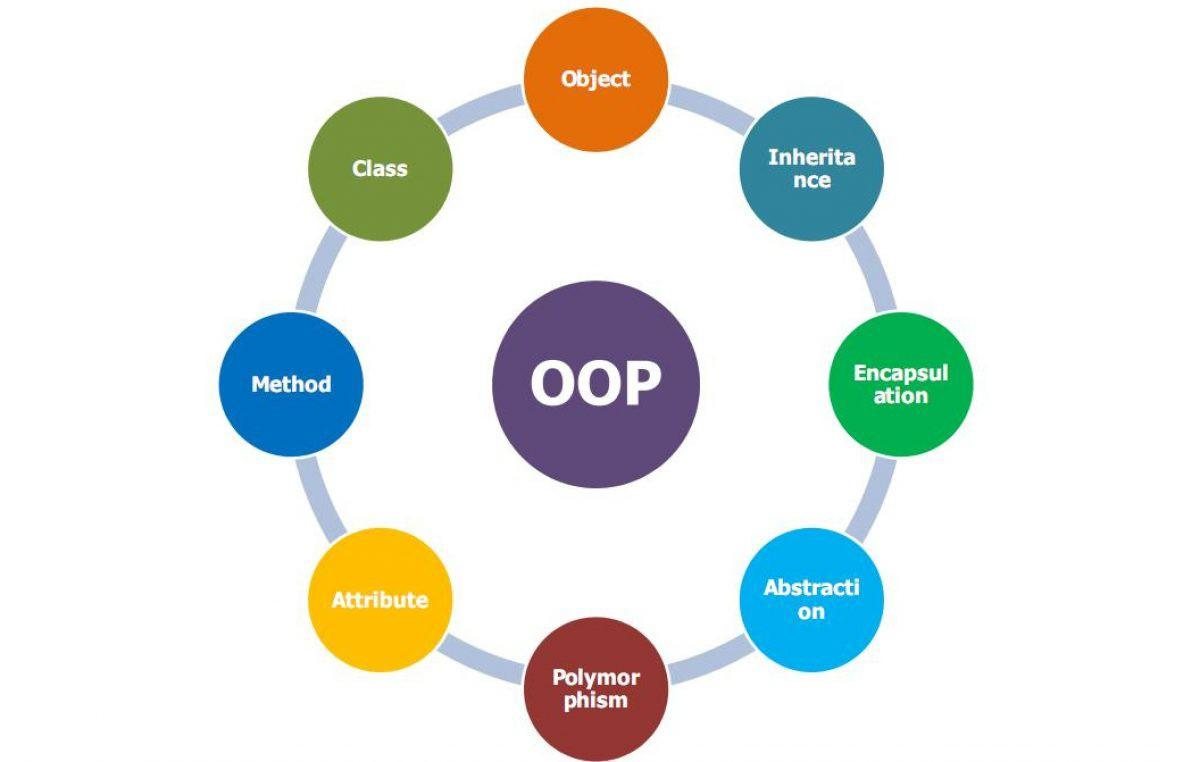 Object
Inherita
nce
Encapsul
ation
Abstracti
on
Polymor
phism
Attribute
Method
Class
OOP